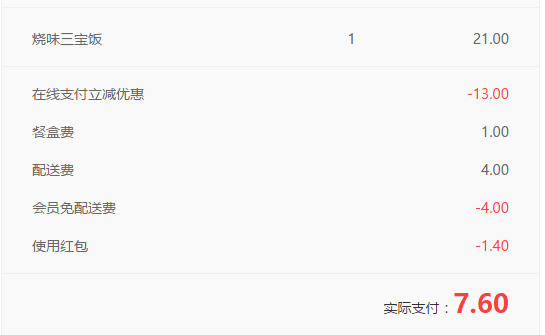 烧味三宝饭 1 21.00
在线支付立减优惠 -13.00
餐盒费 1.00
配送费 4.00
会员免配送费 -4.00
使用红包 -1.40
实际支付：7.60